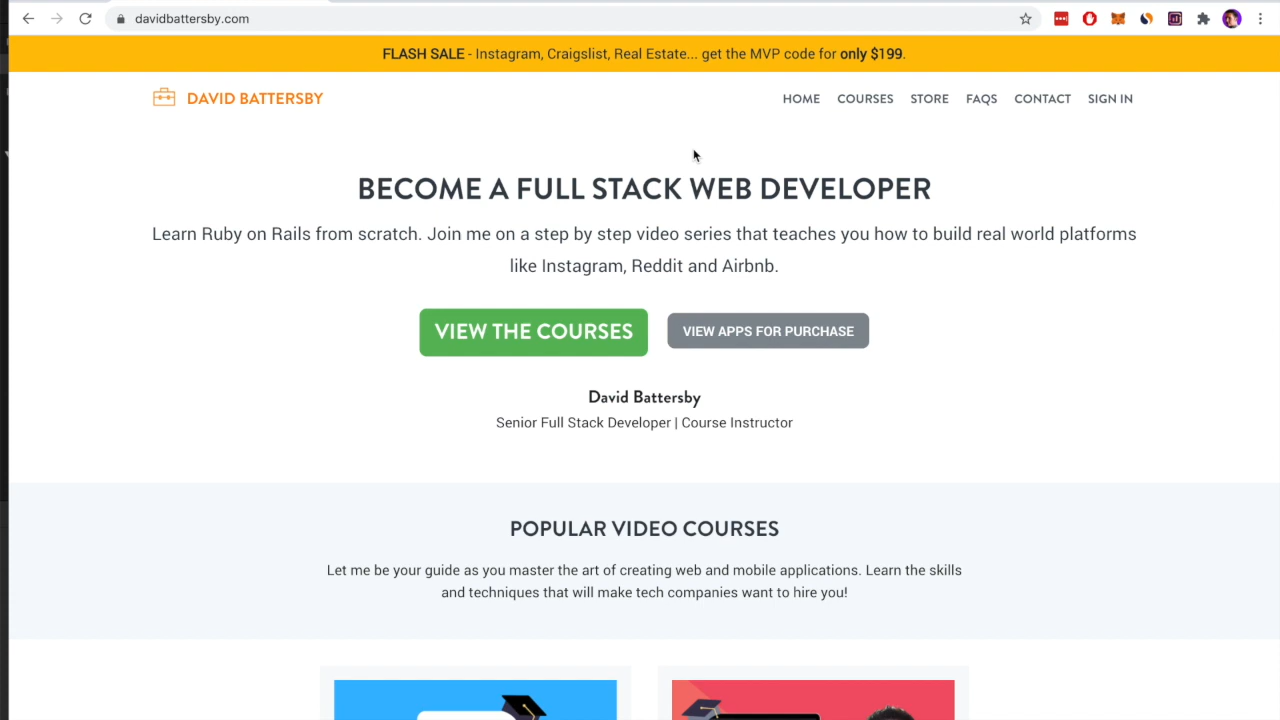 davidbattersby.com
FLASH SALE - Instagram, Craigslist, Real Estate... get the MVP code for only $199.
DAVID BATTERSBY
HOME COURSES STORE FAQS CONTACT SIGN IN
BECOME A FULL STACK WEB DEVELOPER
Learn Ruby on Rails from scratch. Join me on a step by step video series that teaches you how to build real world platforms
like Instagram, Reddit and Airbnb.
VIEW THE COURSES VIEW APPS FOR PURCHASE
David Battersby
Senior Full Stack Developer | Course Instructor
POPULAR VIDEO COURSES
Let me be your guide as you master the art of creating web and mobile applications. Learn the skills
and techniques that will make tech companies want to hire you!